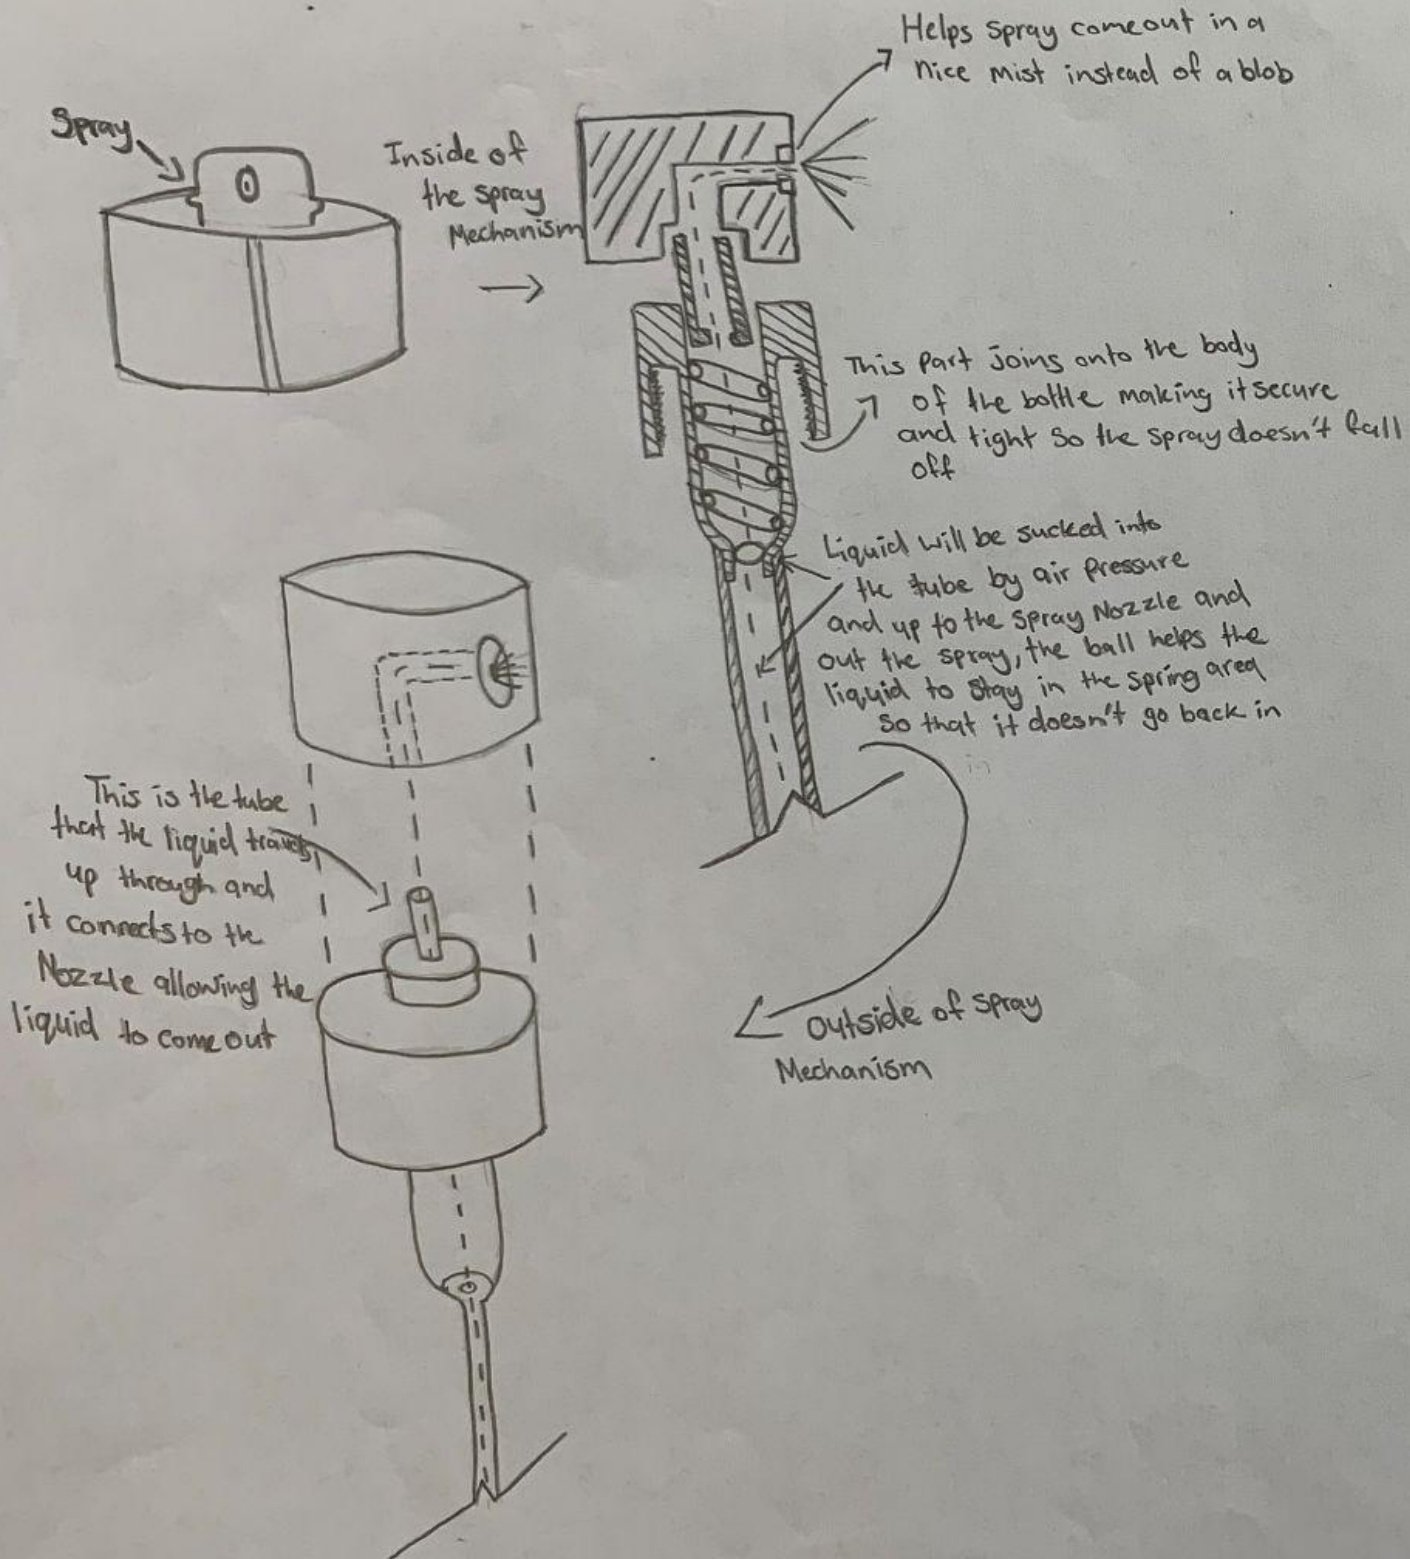 Helps spray comeout in a
nice mist instead of a blob
Spray
Inside of
the spray
Mechanism
This part joins onto the body
of the bottle making it secure
and tight so the spray doesn't fall
off
Liquid will be sucked into
the tube by air pressure
and up to the spray Nozzle and
out the spray, the ball helps the
liquid to stay in the spring area
so that it doesn't go back in
in
This is the tube
that the liquid travels
up through and
it connects to the
Nozzle allowing the
liquid to come out
Outside of spray
Mechanism